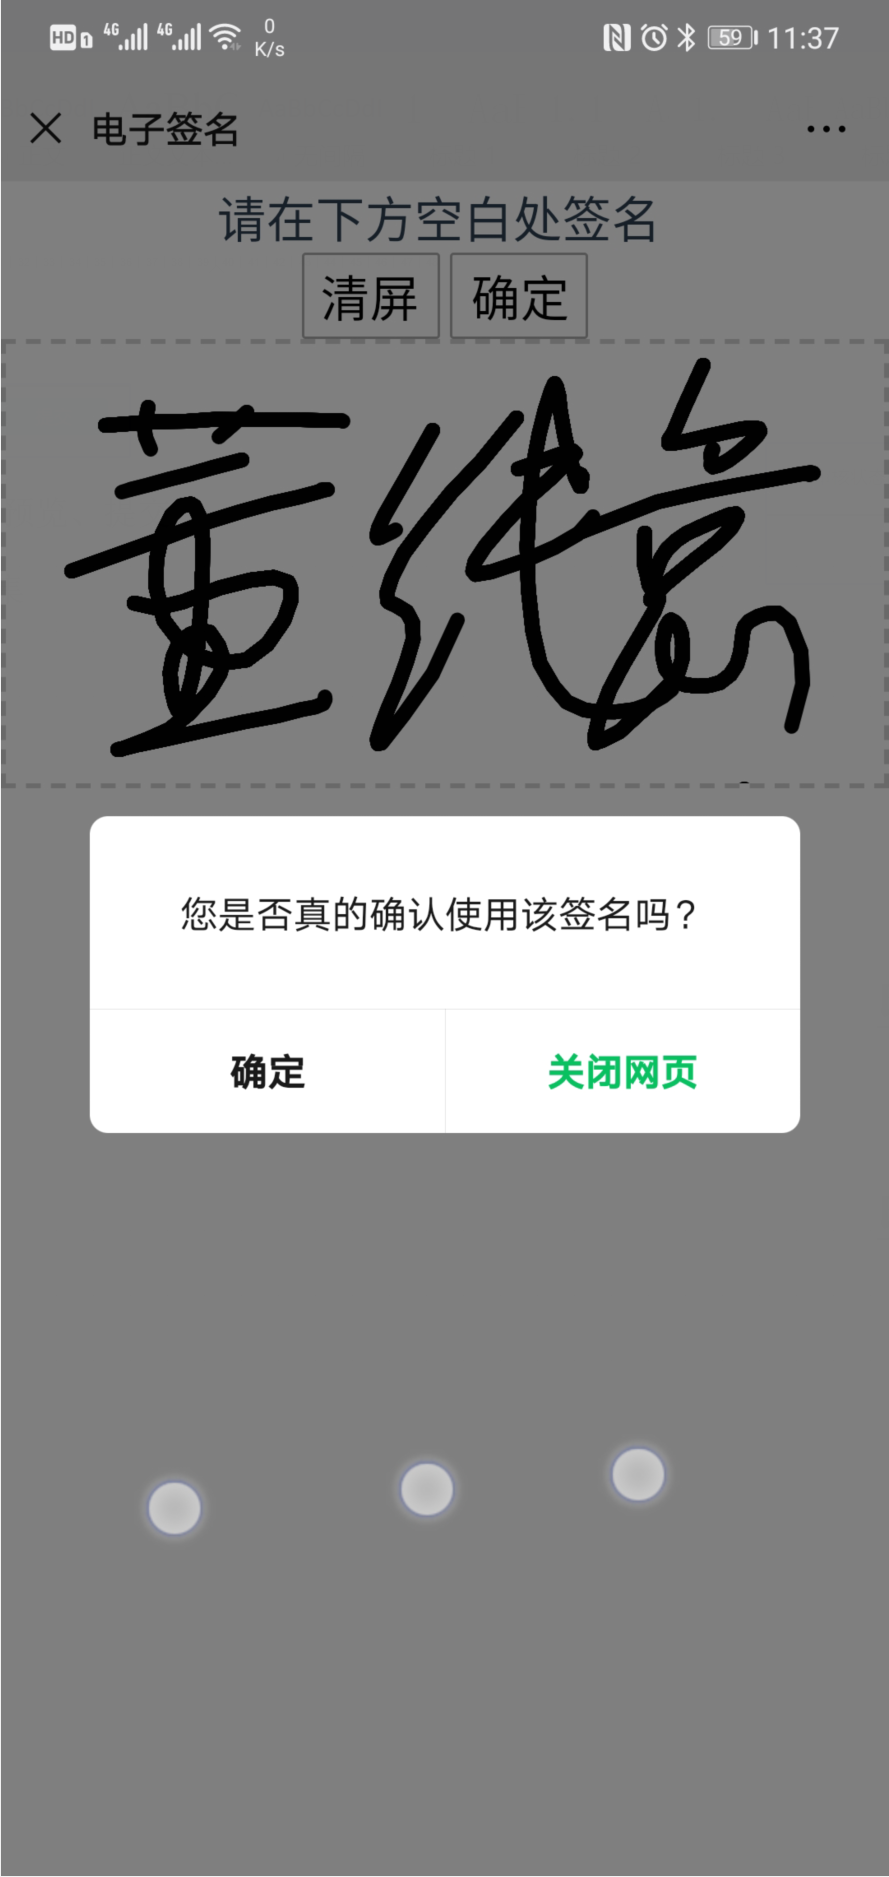 HD 1 4G 4G 0 K/s 59 11:37
电子签名
请在下方空白处签名
清屏 确定
董
您是否真的确认使用该签名吗?
确定 关闭网页